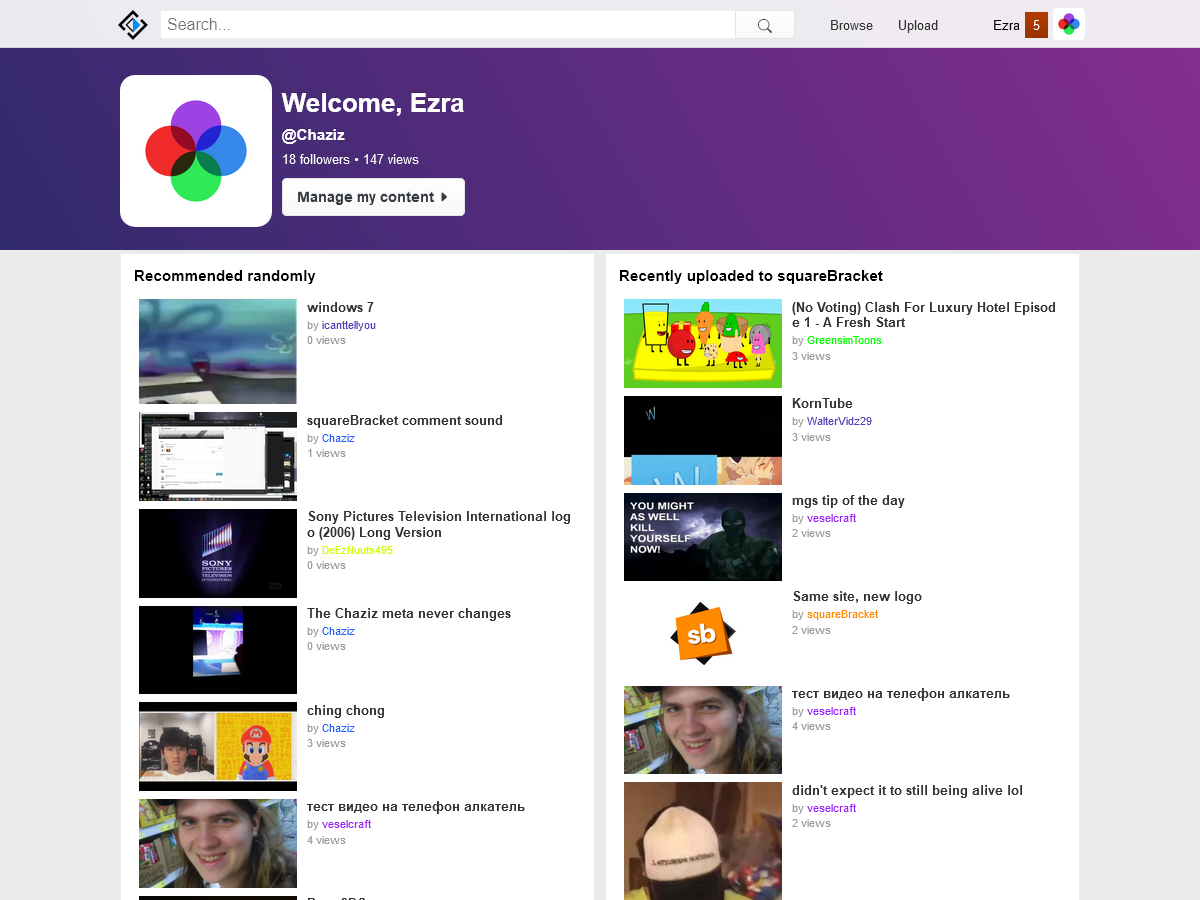 Search...
Browse
Upload
Ezra
5
Welcome, Ezra
@Chaziz
18 followers • 147 views
Manage my content
Recommended randomly
windows 7
by icanttellyou
0 views
squareBracket comment sound
by Chaziz
1 views
SONY
PICTURES
TELEVISION
INTERNATIONAL
Sony Pictures Television International log
o (2006) Long Version
by DeEzNuuts495
0 views
The Chaziz meta never changes
by Chaziz
0 views
ching chong
by Chaziz
3 views
тест видео на телефон алкатель
by veselcraft
4 views
Recently uploaded to squareBracket
(No Voting) Clash For Luxury Hotel Episod
e 1 - A Fresh Start
by GreensimToons
3 views
W
W
KornTube
by WalterVidz29
3 views
YOU MIGHT
AS WELL
KILL
YOURSELF
NOW!
mgs tip of the day
by veselcraft
2 views
sb
Same site, new logo
by squareBracket
2 views
тест видео на телефон алкатель
by veselcraft
4 views
didn't expect it to still being alive lol
by veselcraft
2 views